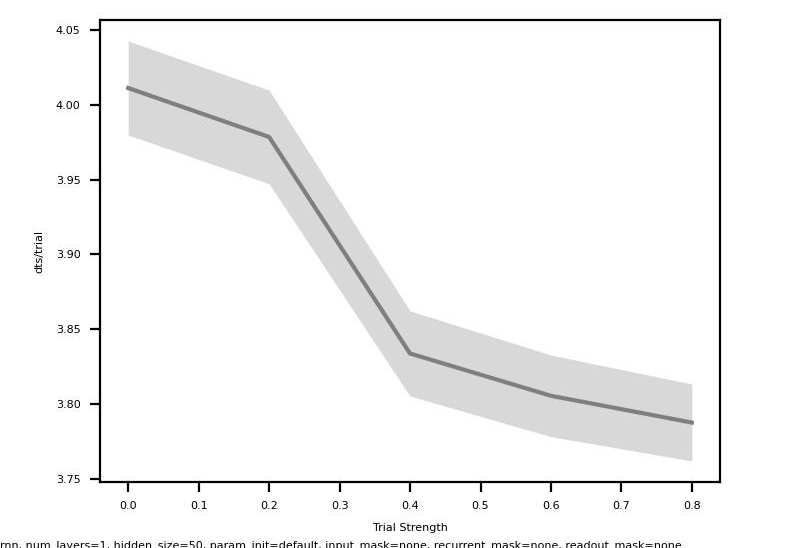 4.05
4.00
3.95
3.90
3.85
3.80
3.75
dts/trial
0.0 0.1 0.2 0.3 0.4 0.5 0.6 0.7 0.8
Trial Strength
rnn, num_layers=1, hidden_size=50, param_init=default, input_mask=none, recurrent_mask=none, readout_mask=none